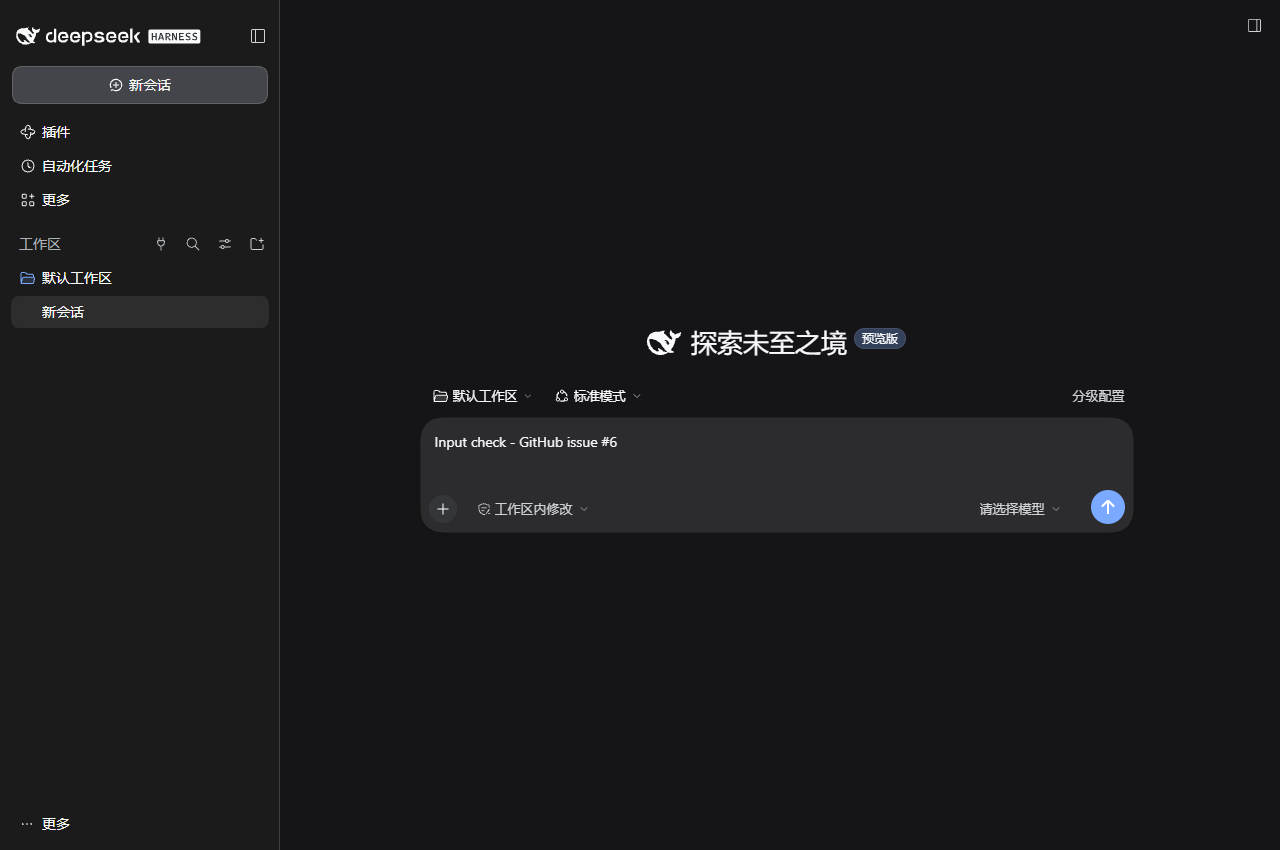 deepseek HARNESS
新会话
插件
自动化任务
更多
工作区
默认工作区
新会话
探索未至之境 预览版
默认工作区 标准模式 分级配置
Input check - GitHub issue #6
工作区内修改 请选择模型
更多